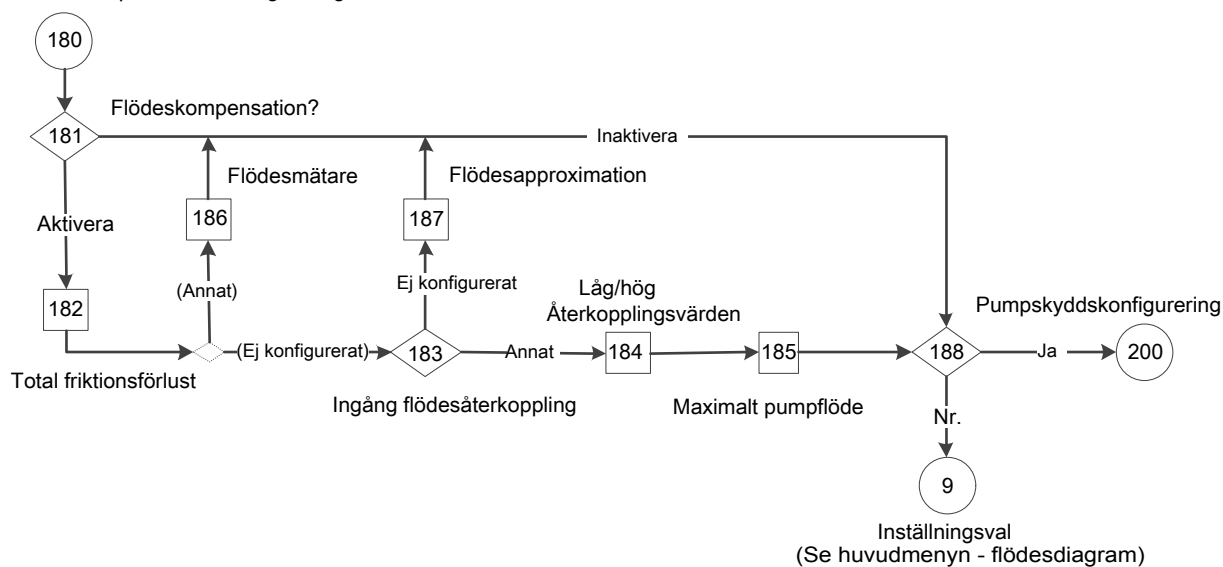 180
Flödeskompensation?
181
Inaktivera
Flödesmätare
Flödesapproximation
186
187
Aktivera
(Annat)
Ej konfigurerat
Låg/hög
Återkopplingsvärden
Pumpskyddskonfigurering
182
(Ej konfigurerat)
183
Annat
184
185
188
Ja
200
Total friktionsförlust
Ingång flödesåterkoppling
Maximalt pumpflöde
Nr.
9
Inställningsval
(Se huvudmenyn - flödesdiagram)